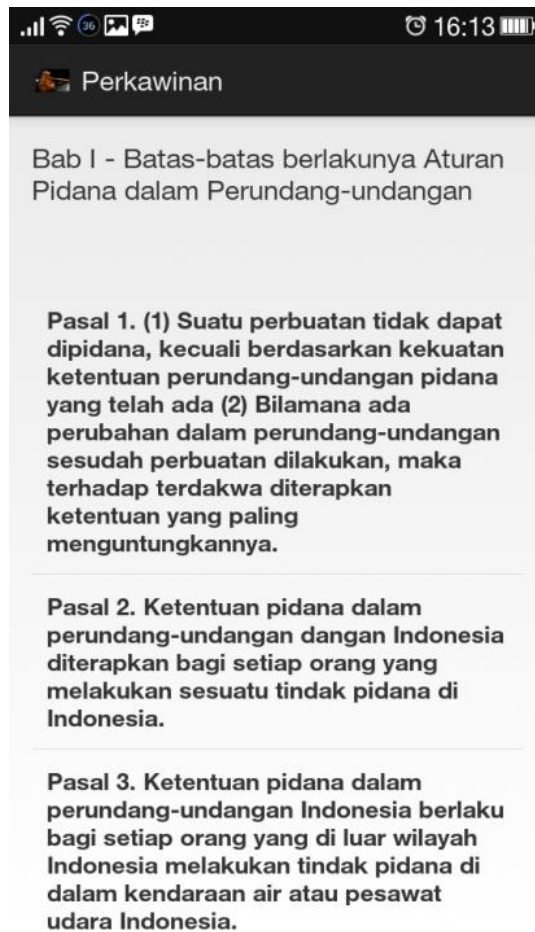 36
16:13
Perkawinan
Bab I - Batas-batas berlakunya Aturan
Pidana dalam Perundang-undangan
Pasal 1. (1) Suatu perbuatan tidak dapat
dipidana, kecuali berdasarkan kekuatan
ketentuan perundang-undangan pidana
yang telah ada (2) Bilamana ada
perubahan dalam perundang-undangan
sesudah perbuatan dilakukan, maka
terhadap terdakwa diterapkan
ketentuan yang paling
menguntungkannya.
Pasal 2. Ketentuan pidana dalam
perundang-undangan dangan Indonesia
diterapkan bagi setiap orang yang
melakukan sesuatu tindak pidana di
Indonesia.
Pasal 3. Ketentuan pidana dalam
perundang-undangan Indonesia berlaku
bagi setiap orang yang di luar wilayah
Indonesia melakukan tindak pidana di
dalam kendaraan air atau pesawat
udara Indonesia.